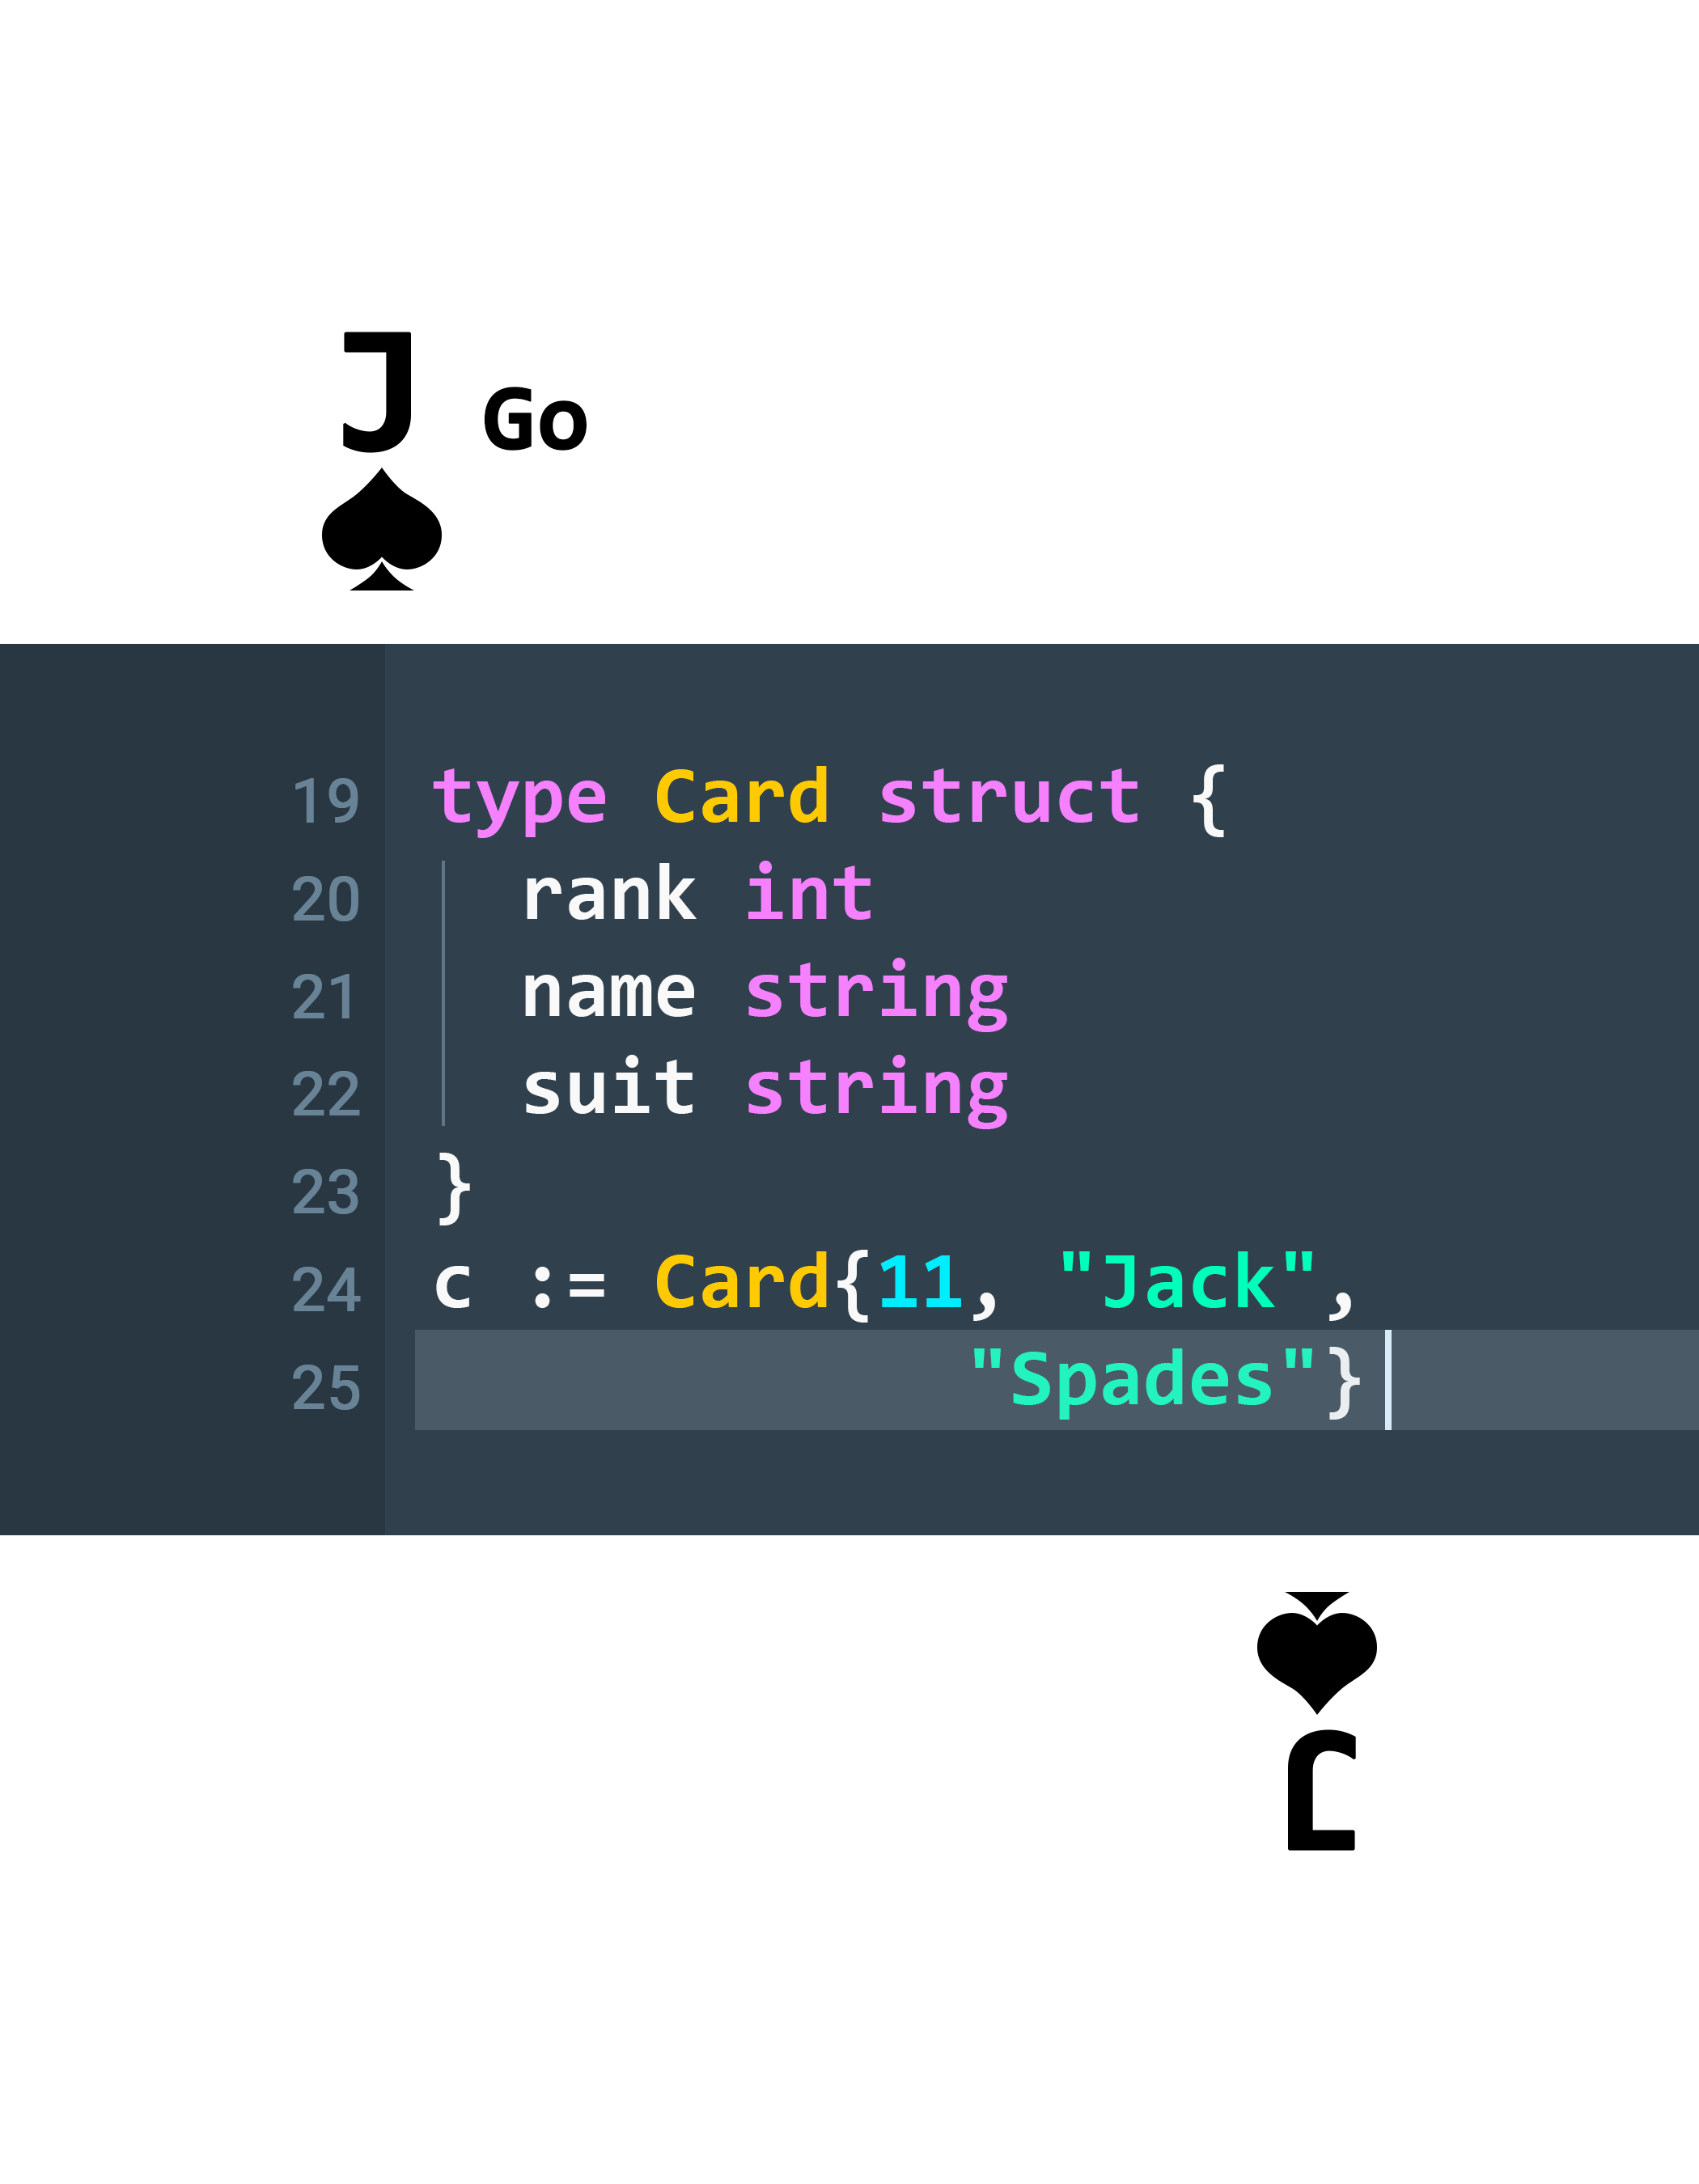 J
Go
19 type Card struct {
20   rank int
21   name string
22   suit string
23 }
24 c := Card{11, "Jack",
25             "Spades"}
J